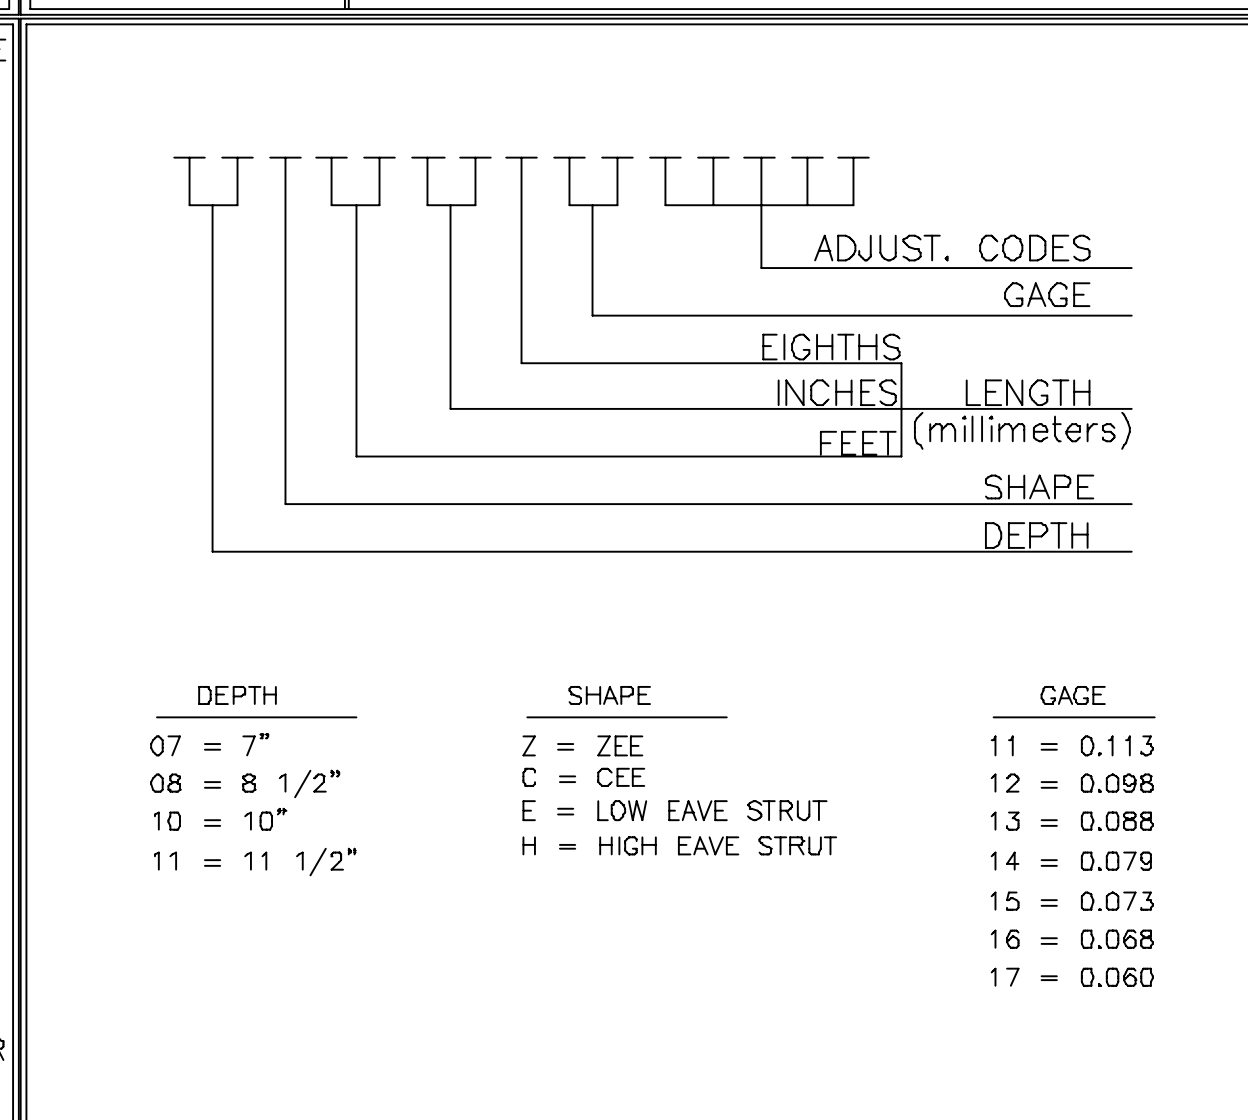 ADJUST. CODES
GAGE
EIGHTHS
INCHES LENGTH
(millimeters)
FEET
SHAPE
DEPTH
DEPTH
07 = 7"
08 = 8 1/2"
10 = 10"
11 = 11 1/2"
SHAPE
Z = ZEE
C = CEE
E = LOW EAVE STRUT
H = HIGH EAVE STRUT
GAGE
11 = 0.113
12 = 0.098
13 = 0.088
14 = 0.079
15 = 0.073
16 = 0.068
17 = 0.060